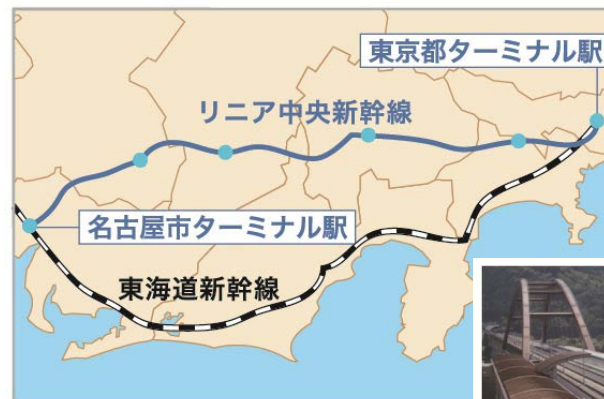 東京都ターミナル駅
リニア中央新幹線
名古屋市ターミナル駅
東海道新幹線